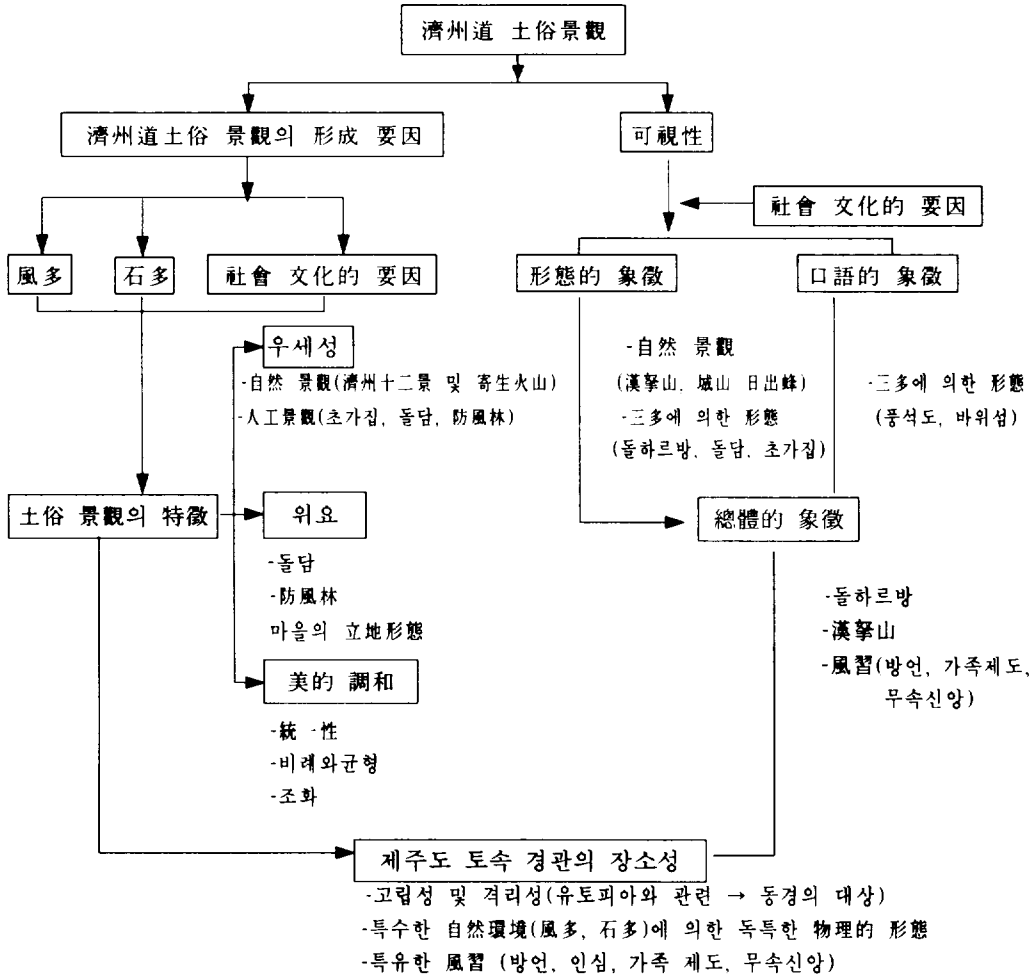 濟州道 土俗景觀
濟州道土俗 景觀의 形成 要因
可視性
社會 文化的 要因
風多
石多
社會 文化的 要因
形態的 象徵
口語的 象徵
우세성
-自然 景觀(濟州十二景 및 寄生火山)
-人工景觀(초가집, 돌담, 防風林)
-自然 景觀
(漢拏山, 城山 日出峰)
-三多에 의한 形態
(돌하르방, 돌담, 초가집)
-三多에 의한 形態
(풍석도, 바위섬)
土俗 景觀의 特徵
위요
-돌담
-防風林
마을의 立地形態
總體的 象徵
-돌하르방
-漢拏山
-風習(방언, 가족제도,
무속신앙)
美的 調和
-統一性
-비례와균형
-조화
제주도 토속 경관의 장소성
-고립성 및 격리성(유토피아와 관련 → 동경의 대상)
-특수한 自然環境(風多, 石多)에 의한 독특한 物理的 形態
-특유한 風習 (방언, 인심, 가족 제도, 무속신앙)